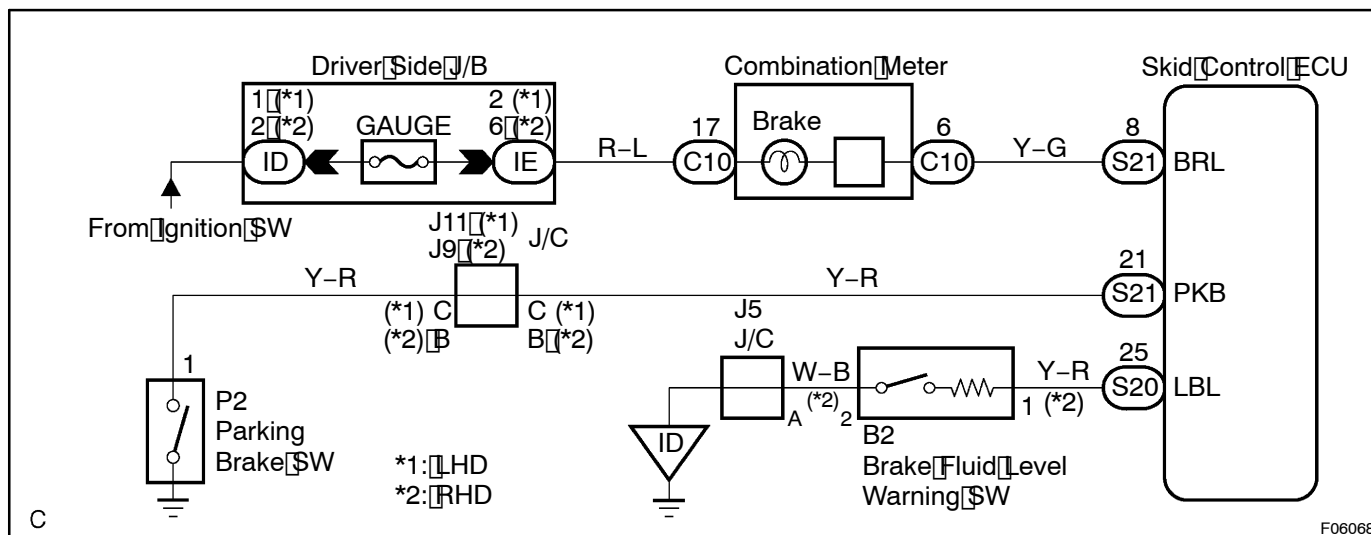 Driver Side J/B
Combination Meter
Skid Control ECU
1 (*1)
2 (*2)
GAUGE
2 (*1)
6 (*2)
ID
IE
R–L
17
C10
Brake
6
C10
Y–G
8
S21
BRL
From Ignition SW
J11 (*1)
J9 (*2)
J/C
Y–R
(*1) C
(*2) B
C (*1)
B (*2)
Y–R
21
S21
PKB
J5
J/C
1
P2
Parking
Brake SW
ID
A
W–B
(*2)
2
1
Y–R
(*2)
25
S20
LBL
B2
Brake Fluid Level
Warning SW
*1: LHD
*2: RHD
C
F06068